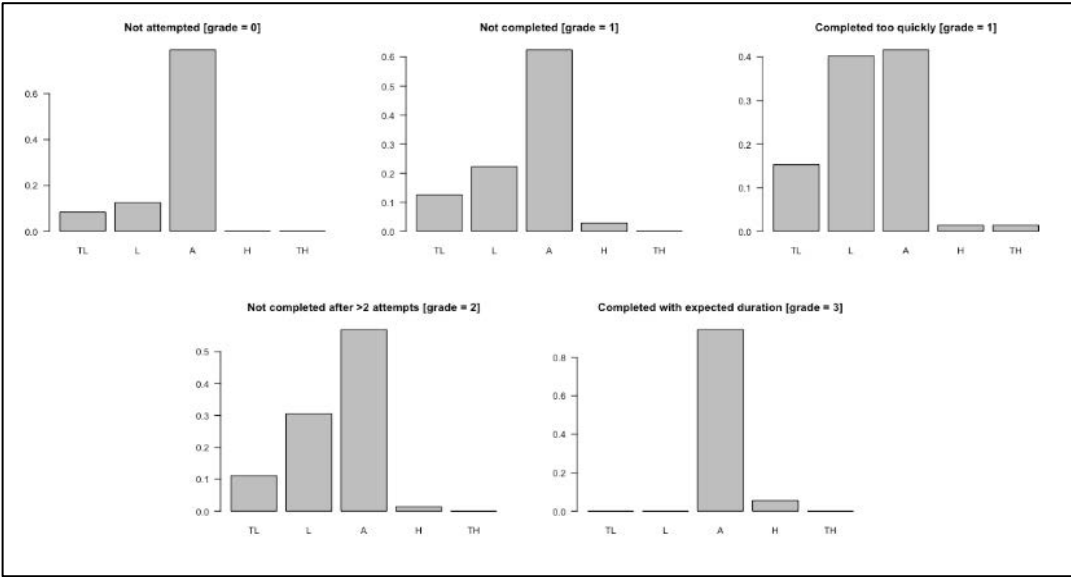 Not attempted [grade = 0]
0.6
0.4
0.2
0.0
TL L A H TH
Not completed [grade = 1]
0.6
0.5
0.4
0.3
0.2
0.1
0.0
TL L A H TH
Completed too quickly [grade = 1]
0.4
0.3
0.2
0.1
0.0
TL L A H TH
Not completed after >2 attempts [grade = 2]
0.5
0.4
0.3
0.2
0.1
0.0
TL L A H TH
Completed with expected duration [grade = 3]
0.8
0.6
0.4
0.2
0.0
TL L A H TH